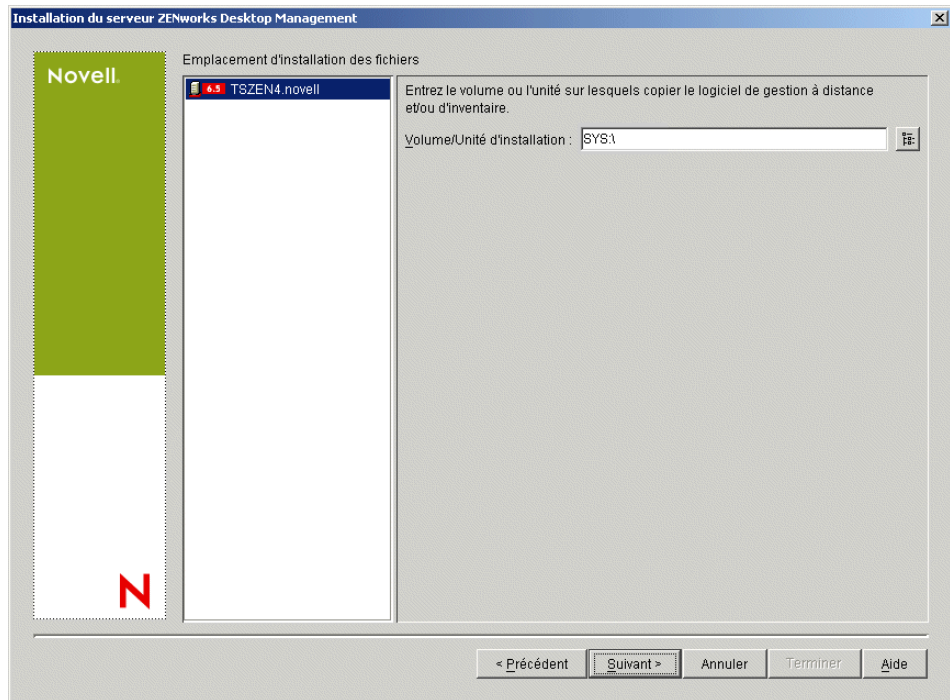 Installation du serveur ZENworks Desktop Management
Novell.
Emplacement d'installation des fichiers
6.5 TSZEN4.novell
Entrez le volume ou l'unité sur lesquels copier le logiciel de gestion à distance
et/ou d'inventaire.
Volume/Unité d'installation : SYS:\
N
< Précédent Suivant > Annuler Terminer Aide